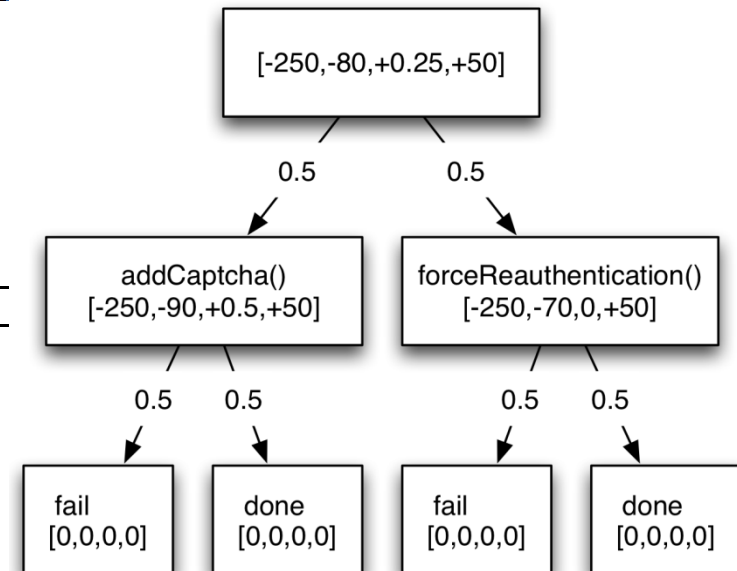 [-250,-80,+0.25,+50]
0.5 0.5
addCaptcha()
[-250,-90,+0.5,+50]
forceReauthentication()
[-250,-70,0,+50]
0.5 0.5 0.5 0.5
fail
[0,0,0,0]
done
[0,0,0,0]
fail
[0,0,0,0]
done
[0,0,0,0]